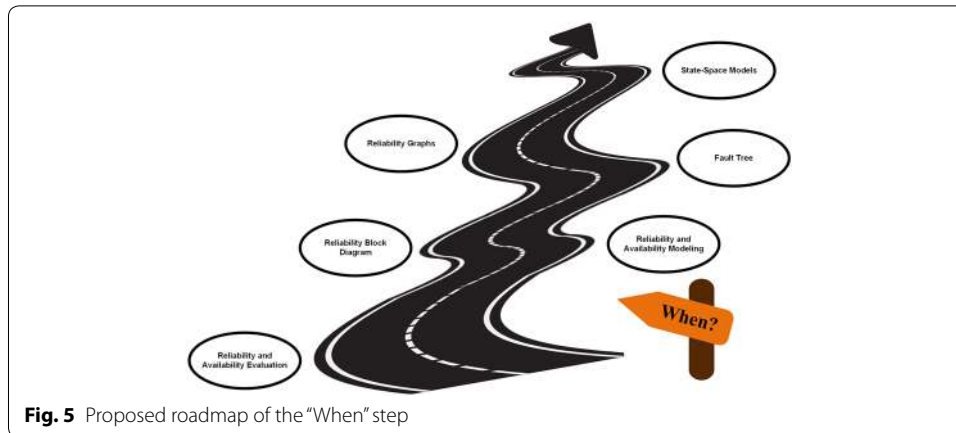 State-Space Models
Reliability Graphs
Fault Tree
Reliability Block
Diagram
Reliability and
Availability Modeling
When?
Reliability and
Availability Evaluation
Fig. 5 Proposed roadmap of the “When” step